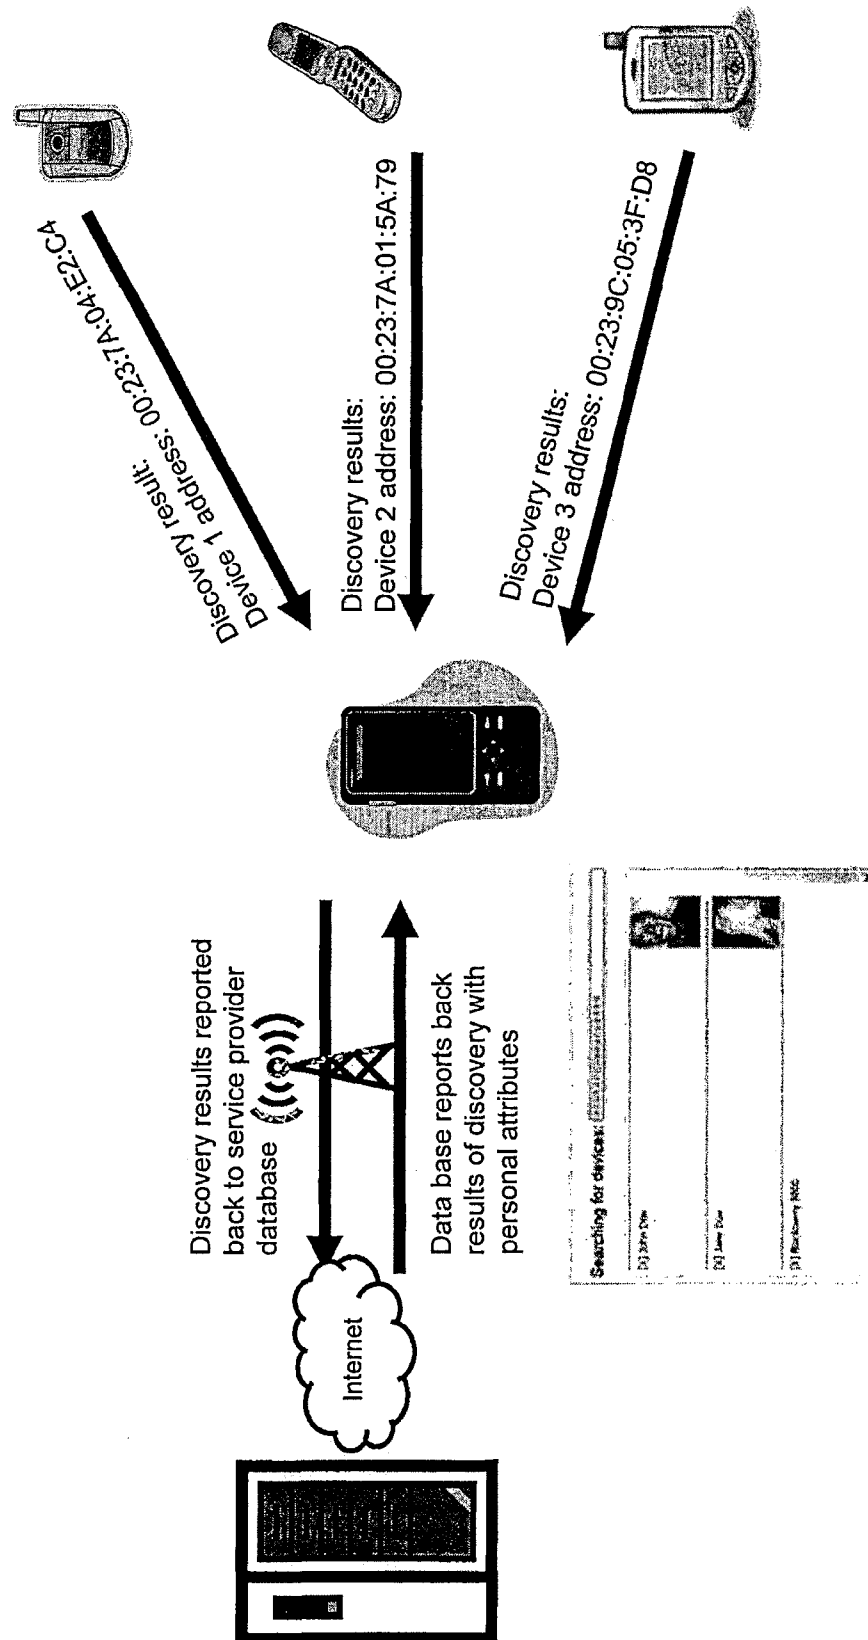 Discovery result:
Device 1 address: 00:23:7A:04:E2:C4
Discovery results:
Device 2 address: 00:23:7A:01:5A:79
Discovery results:
Device 3 address: 00:23:9C:05:3F:D8
Discovery results reported
back to service provider
database
Internet
Data base reports back
results of discovery with
personal attributes
Searching for devices:
[X] John Doe
[X] Jane Doe